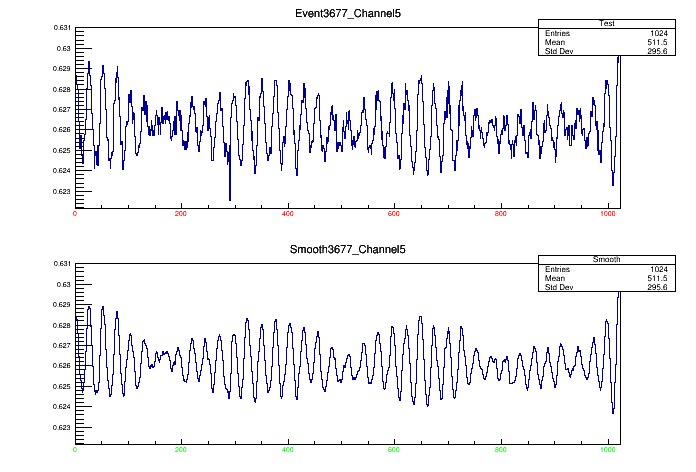 Event3677_Channel5
Test
Entries 1024
Mean 511.5
Std Dev 295.6
0.631
0.63
0.629
0.628
0.627
0.626
0.625
0.624
0.623
0 200 400 600 800 1000
Smooth3677_Channel5
Smooth
Entries 1024
Mean 511.5
Std Dev 295.6
0.631
0.63
0.629
0.628
0.627
0.626
0.625
0.624
0.623
0 200 400 600 800 1000